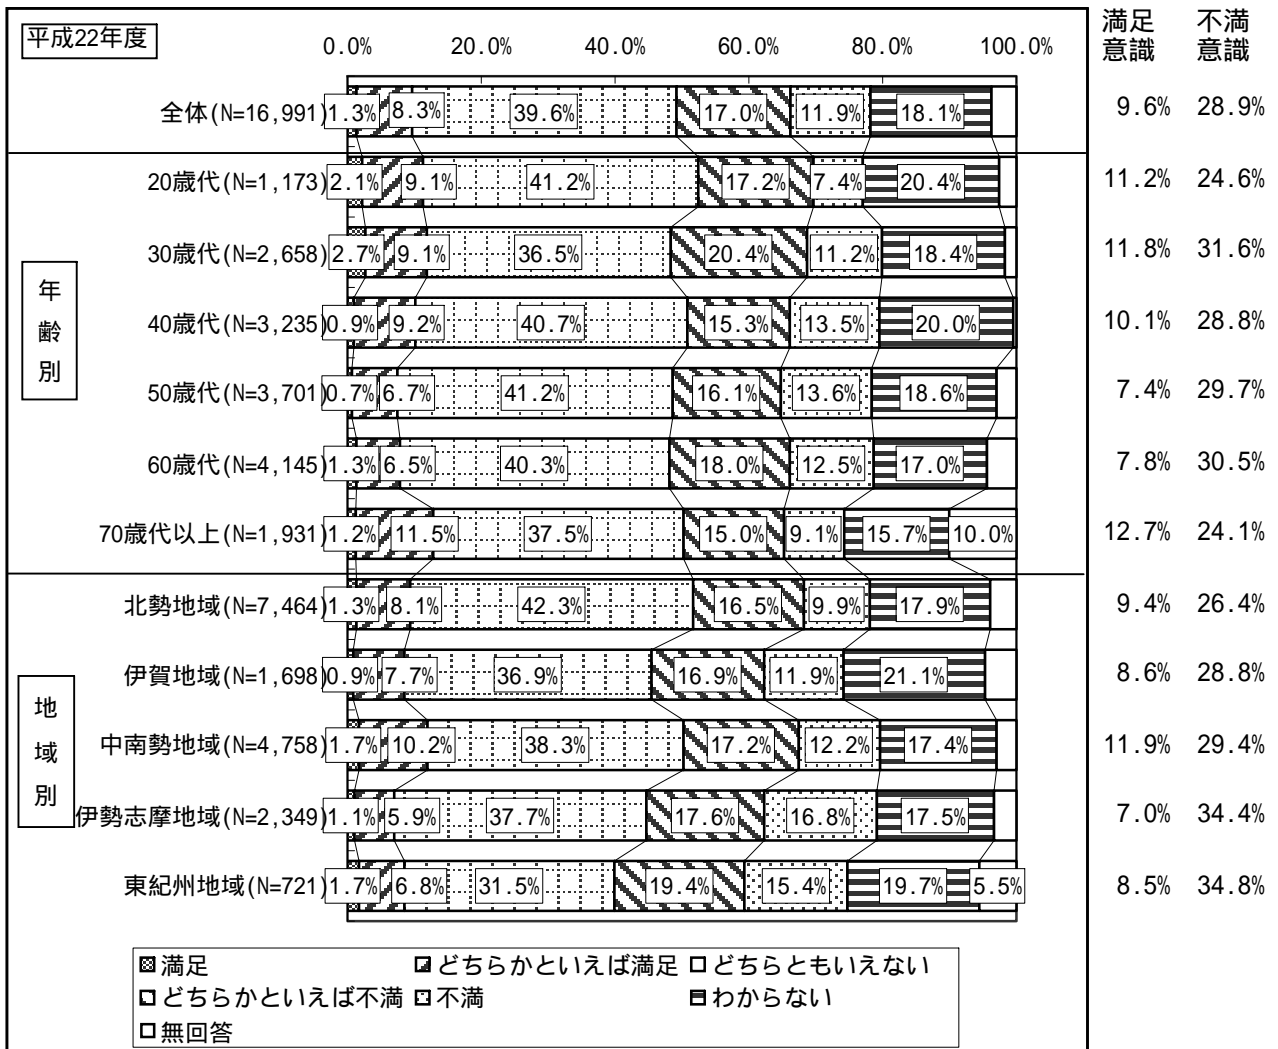 満足 不満
意識 意識
平成22年度
0.0% 20.0% 40.0% 60.0% 80.0% 100.0%
全体(N=16,991) 1.3% 8.3% 39.6% 17.0% 11.9% 18.1% 9.6% 28.9%
年齢別
20歳代(N=1,173) 2.1% 9.1% 41.2% 17.2% 7.4% 20.4% 11.2% 24.6%
30歳代(N=2,658) 2.7% 9.1% 36.5% 20.4% 11.2% 18.4% 11.8% 31.6%
40歳代(N=3,235) 0.9% 9.2% 40.7% 15.3% 13.5% 20.0% 10.1% 28.8%
50歳代(N=3,701) 0.7% 6.7% 41.2% 16.1% 13.6% 18.6% 7.4% 29.7%
60歳代(N=4,145) 1.3% 6.5% 40.3% 18.0% 12.5% 17.0% 7.8% 30.5%
70歳代以上(N=1,931) 1.2% 11.5% 37.5% 15.0% 9.1% 15.7% 10.0% 12.7% 24.1%
地域別
北勢地域(N=7,464) 1.3% 8.1% 42.3% 16.5% 9.9% 17.9% 9.4% 26.4%
伊賀地域(N=1,698) 0.9% 7.7% 36.9% 16.9% 11.9% 21.1% 8.6% 28.8%
中南勢地域(N=4,758) 1.7% 10.2% 38.3% 17.2% 12.2% 17.4% 11.9% 29.4%
伊勢志摩地域(N=2,349) 1.1% 5.9% 37.7% 17.6% 16.8% 17.5% 7.0% 34.4%
東紀州地域(N=721) 1.7% 6.8% 31.5% 19.4% 15.4% 19.7% 5.5% 8.5% 34.8%
満足 どちらかといえば満足 どちらともいえない
どちらかといえば不満 不満 わからない
無回答